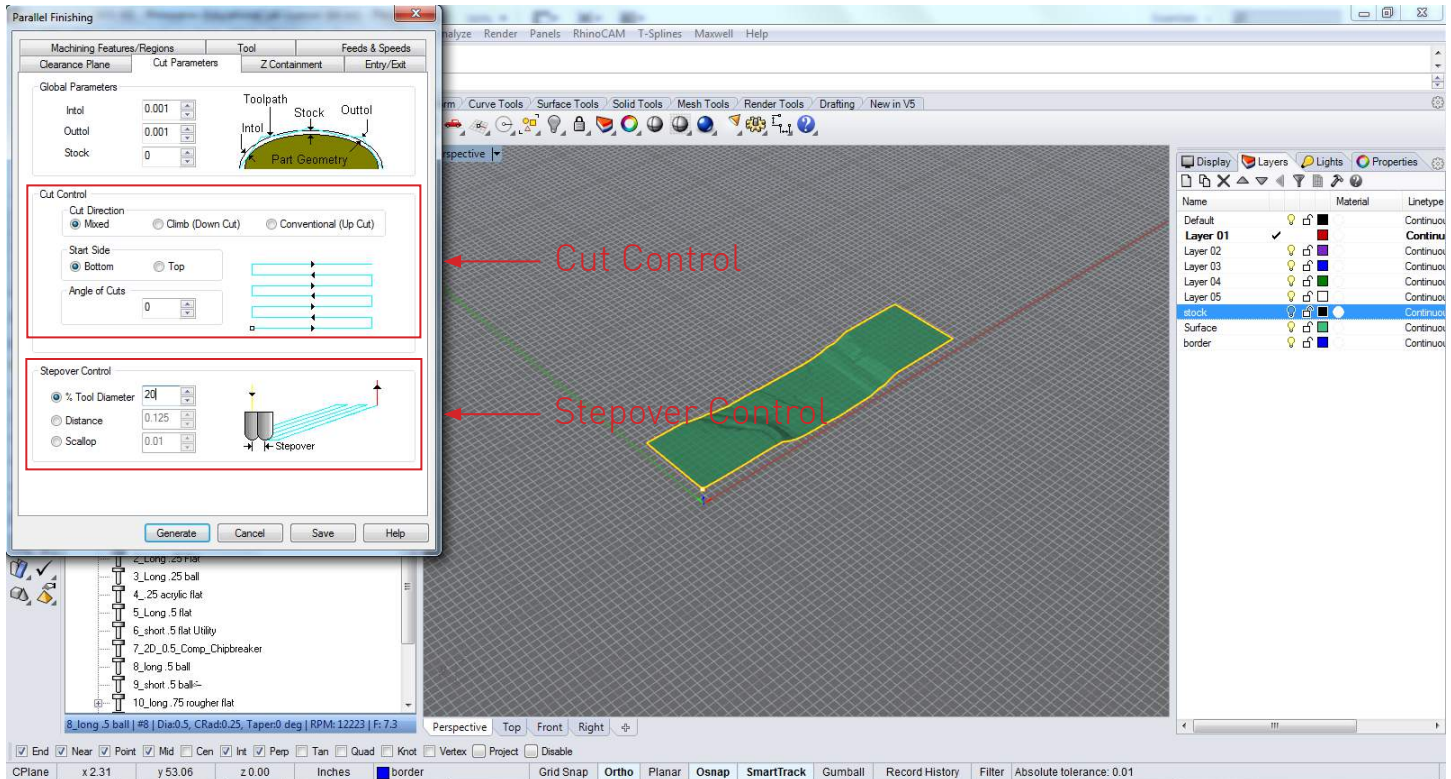 Parallel Finishing
Machining Features/Regions Tool Feeds & Speeds
Clearance Plane Cut Parameters Z Containment Entry/Exit
Global Parameters
Intol 0.001
Outtol 0.001
Stock 0
Toolpath
Stock Outtol
Intol
Part Geometry
Cut Control
Cut Direction
Mixed Climb (Down Cut) Conventional (Up Cut)
Start Side
Bottom Top
Angle of Cuts
0
Stepover Control
% Tool Diameter 20
Distance 0.125
Scallop 0.01
Stepover
Generate Cancel Save Help
Cut Control
Stepover Control
alyze Render Panels RhinoCAM T-Splines Maxwell Help
rm Curve Tools Surface Tools Solid Tools Mesh Tools Render Tools Drafting New in V5
rspective
Display Layers Lights Properties
Name Material Linetype
Default Continuou
Layer 01 Continu
Layer 02 Continuou
Layer 03 Continuou
Layer 04 Continuou
Layer 05 Continuou
stock Continuou
Surface Continuou
border Continuou
2_Long .25 Flat
3_Long .25 ball
4_.25 acrylic flat
5_Long .5 flat
6_short .5 flat Utility
7_2D_0.5_Comp_Chipbreaker
8_long .5 ball
9_short .5 ball
10_long .75 rougher flat
8_long .5 ball | #8 | Dia:0.5, CRad:0.25, Taper:0 deg | RPM: 12223 | F: 7.3
Perspective Top Front Right
End Near Point Mid Cen Int Perp Tan Quad Knot Vertex Project Disable
CPlane x 2.31 y 53.06 z 0.00 Inches border Grid Snap Ortho Planar Osnap SmartTrack Gumball Record History Filter Absolute tolerance: 0.01